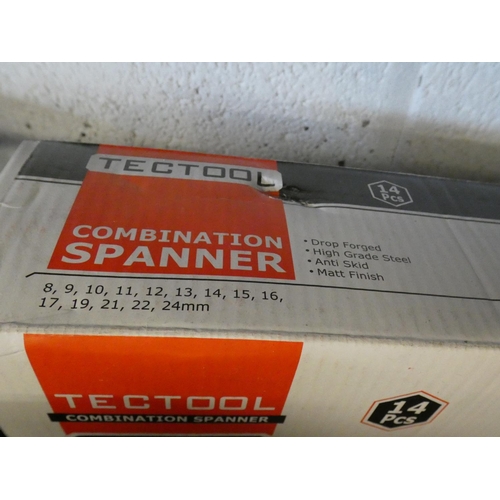 TECTOOL
14
Pcs
COMBINATION
SPANNER
• Drop Forged
• High Grade Steel
• Anti Skid
• Matt Finish
8, 9, 10, 11, 12, 13, 14, 15, 16,
17, 19, 21, 22, 24mm
TECTOOL
COMBINATION SPANNER
14
Pcs